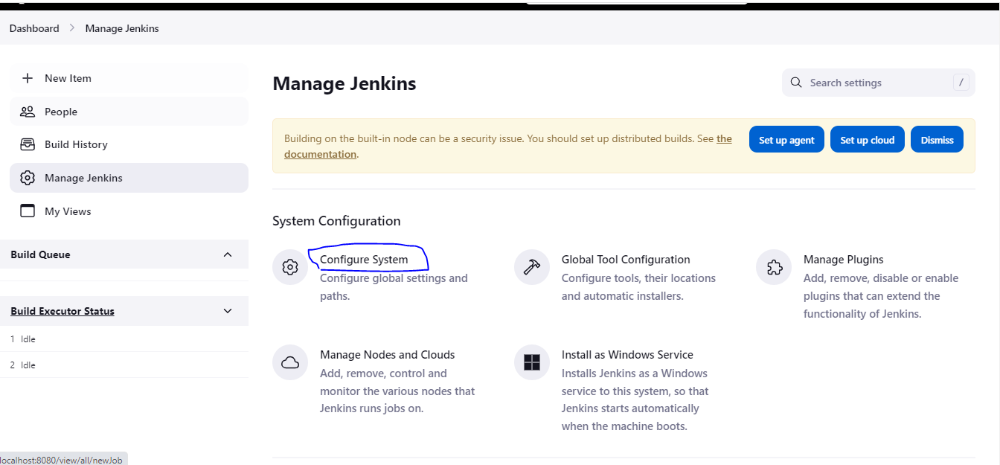 Dashboard > Manage Jenkins
New Item
People
Build History
Manage Jenkins
My Views
Build Queue
Build Executor Status
1 Idle
2 Idle
Manage Jenkins
Search settings /
Building on the built-in node can be a security issue. You should set up distributed builds. See the
documentation.
Set up agent Set up cloud Dismiss
System Configuration
Configure System
Configure global settings and
paths.
Global Tool Configuration
Configure tools, their locations
and automatic installers.
Manage Plugins
Add, remove, disable or enable
plugins that can extend the
functionality of Jenkins.
Manage Nodes and Clouds
Add, remove, control and
monitor the various nodes that
Jenkins runs jobs on.
Install as Windows Service
Installs Jenkins as a Windows
service to this system, so that
Jenkins starts automatically
when the machine boots.
localhost:8080/view/all/newJob